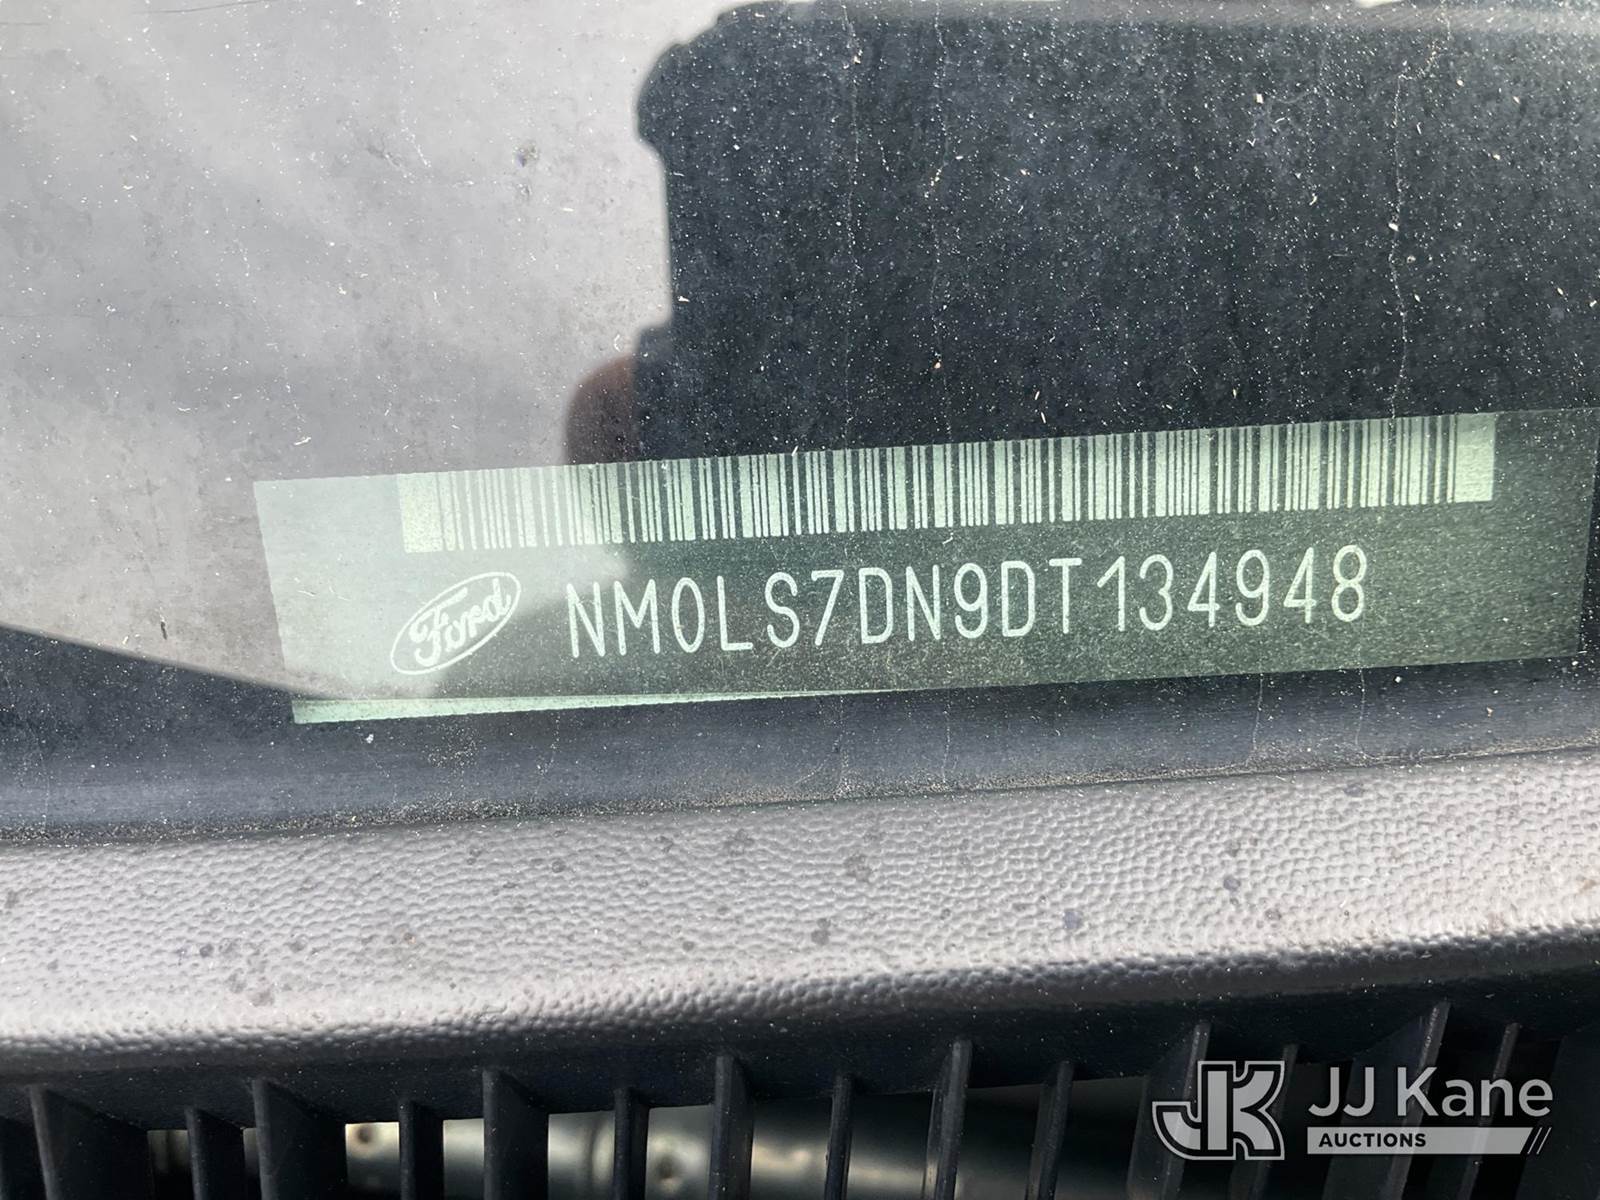 Ford NM0LS7DN9DT134948
JK JJ Kane
AUCTIONS